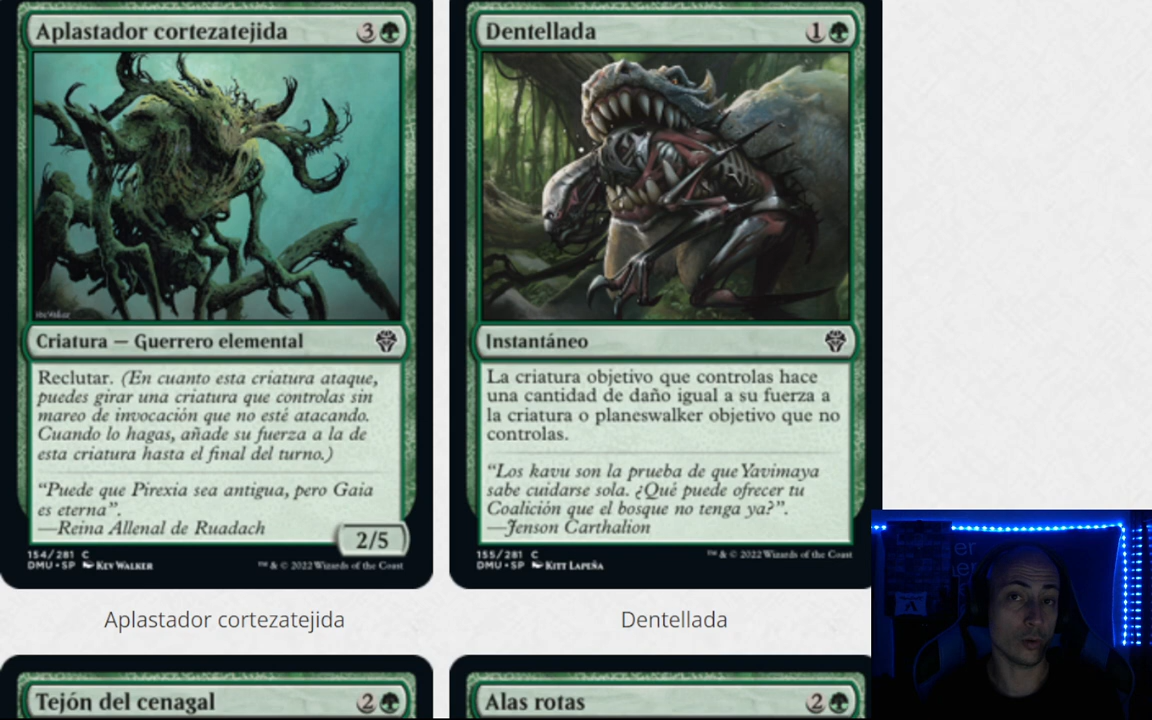 Aplastador cortezatejida
3
Criatura — Guerrero elemental
Reclutar. (En cuanto esta criatura ataque,
puedes girar una criatura que controlas sin
mareo de invocación que no esté atacando.
Cuando lo hagas, añade su fuerza a la de
esta criatura hasta el final del turno.)
“Puede que Pirexia sea antigua, pero Gaia
es eterna”.
—Reina Allenal de Ruadach
2/5
154/281 C
DMU • SP Kev Walker
™ & © 2022 Wizards of the Coast
Aplastador cortezatejida
Dentellada
1
Instantáneo
La criatura objetivo que controlas hace
una cantidad de daño igual a su fuerza a
la criatura o planeswalker objetivo que no
controlas.
“Los kavu son la prueba de que Yavimaya
sabe cuidarse sola. ¿Qué puede ofrecer tu
Coalición que el bosque no tenga ya?”.
—Jenson Carthalion
155/281 C
DMU • SP Kitt Lapeña
™ & © 2022 Wizards of the Coast
Dentellada
Tejón del cenagal
2
Alas rotas
2